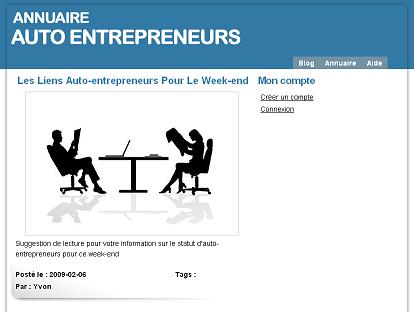 ANNUAIRE
AUTO ENTREPRENEURS
Blog Annuaire Aide
Les Liens Auto-entrepreneurs Pour Le Week-end
Mon compte
Créer un compte
Connexion
Suggestion de lecture pour votre information sur le statut d'auto-
entrepreneurs pour ce week-end
Posté le : 2009-02-06 Tags :
Par : Yvon